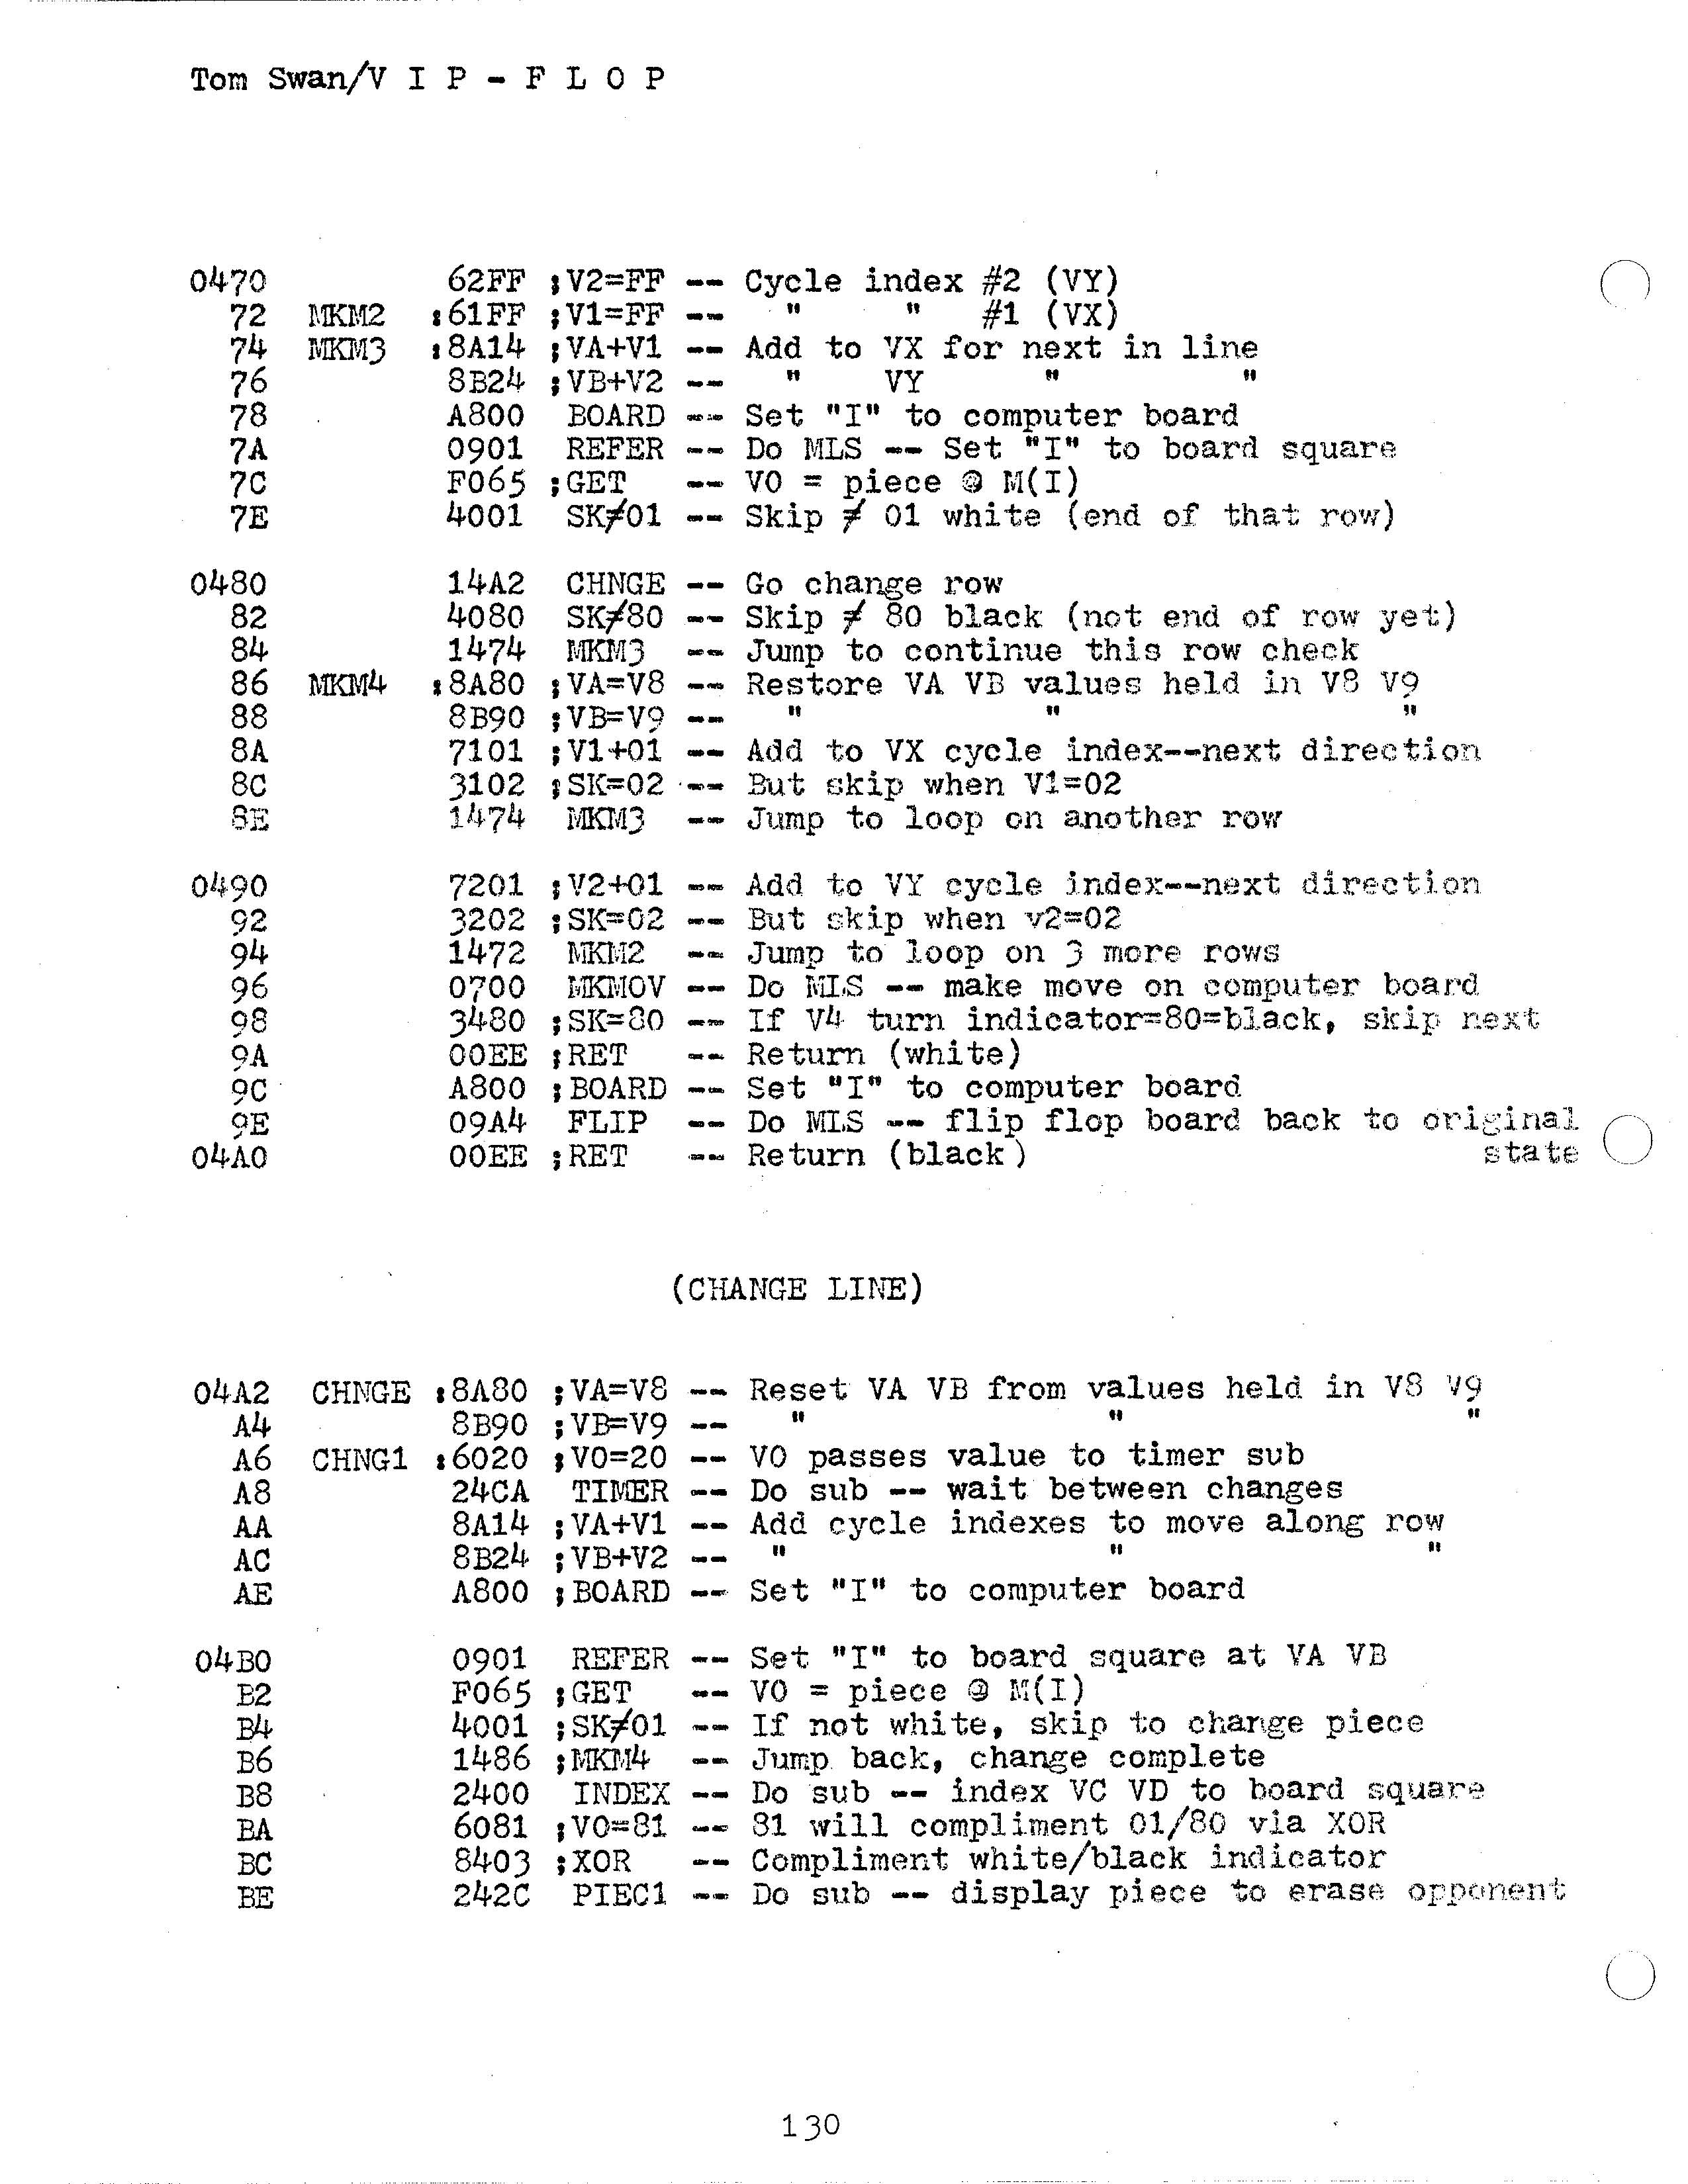 Tom Swan/V I P - F L O P
0470 62FF ;V2=FF -- Cycle index #2 (VY)
72 MKM2 :61FF ;V1=FF -- " " #1 (VX)
74 MKM3 :8A14 ;VA+V1 -- Add to VX for next in line
76 8B24 ;VB+V2 -- " VY " "
78 A800 BOARD -- Set "I" to computer board
7A 0901 REFER -- Do MLS -- Set "I" to board square
7C F065 ;GET -- V0 = piece @ M(I)
7E 4001 SK≠01 -- Skip ≠ 01 white (end of that row)
0480 14A2 CHNGE -- Go change row
82 4080 SK≠80 -- Skip ≠ 80 black (not end of row yet)
84 1474 MKM3 -- Jump to continue this row check
86 MKM4 :8A80 ;VA=V8 -- Restore VA VB values held in V8 V9
88 8B90 ;VB=V9 -- " " "
8A 7101 ;V1+01 -- Add to VX cycle index--next direction
8C 3102 ;SK=02 -- But skip when V1=02
8E 1474 MKM3 -- Jump to loop on another row
0490 7201 ;V2+01 -- Add to VY cycle index--next direction
92 3202 ;SK=02 -- But skip when v2=02
94 1472 MKM2 -- Jump to loop on 3 more rows
96 0700 MKMOV -- Do MLS -- make move on computer board
98 3480 ;SK=80 -- If V4 turn indicator=80=black, skip next
9A 00EE ;RET -- Return (white)
9C A800 ;BOARD -- Set "I" to computer board
9E 09A4 FLIP -- Do MLS -- flip flop board back to original
04A0 00EE ;RET -- Return (black) state
(CHANGE LINE)
04A2 CHNGE :8A80 ;VA=V8 -- Reset VA VB from values held in V8 V9
A4 8B90 ;VB=V9 -- " " "
A6 CHNG1 :6020 ;V0=20 -- V0 passes value to timer sub
A8 24CA TIMER -- Do sub -- wait between changes
AA 8A14 ;VA+V1 -- Add cycle indexes to move along row
AC 8B24 ;VB+V2 -- " " "
AE A800 ;BOARD -- Set "I" to computer board
04B0 0901 REFER -- Set "I" to board square at VA VB
B2 F065 ;GET -- V0 = piece @ M(I)
B4 4001 ;SK≠01 -- If not white, skip to change piece
B6 1486 ;MKM4 -- Jump back, change complete
B8 2400 INDEX -- Do sub -- index VC VD to board square
BA 6081 ;V0=81 -- 81 will compliment 01/80 via XOR
BC 8403 ;XOR -- Compliment white/black indicator
BE 242C PIEC1 -- Do sub -- display piece to erase opponent
130